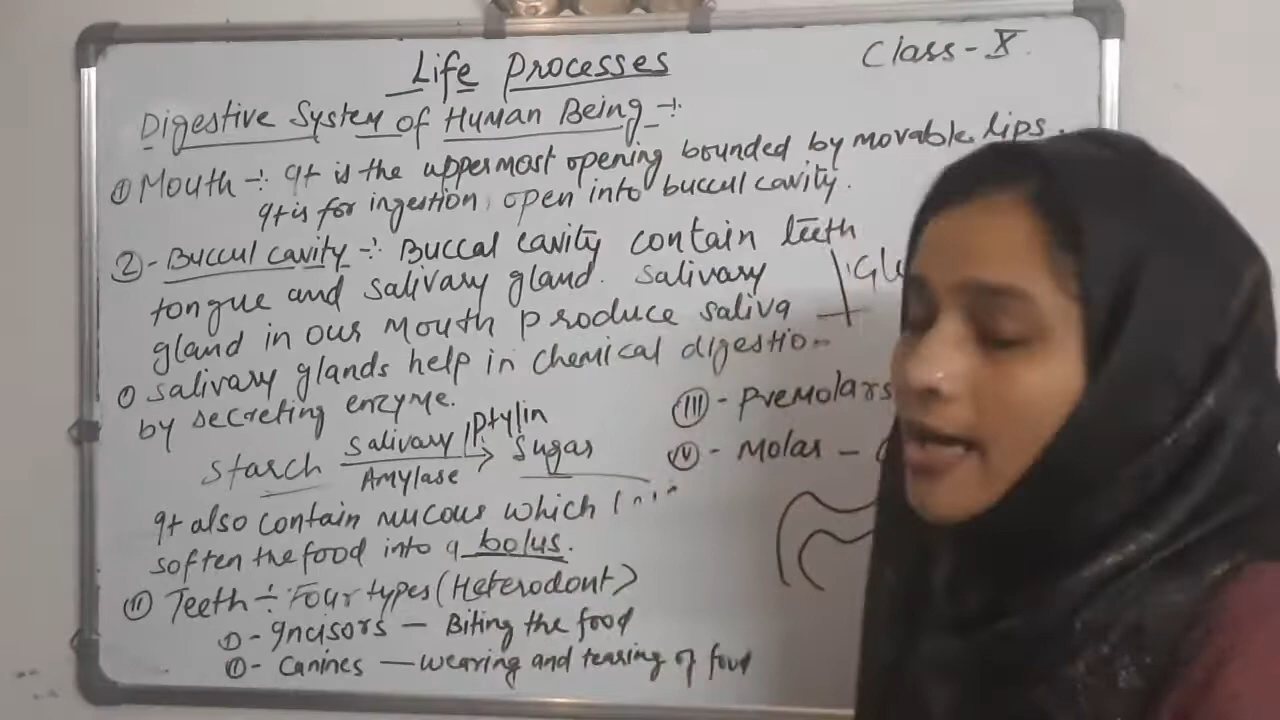 Life Processes
Class - X
Digestive System of Human Being -:
① Mouth -: It is the uppermost opening bounded by movable lips.
It is for ingestion, open into buccul cavity.
② - Buccul cavity -: Buccal cavity contain teeth
tongue and salivary gland. Salivary
gland in our mouth produce saliva
① Salivary glands help in chemical digestion
by secreting enzyme.
Starch Salivary Amylase / Ptylin → Sugar
It also contain mucous which
soften the food into a bolus.
⑪ Teeth ÷ Four types (Heterodont)
① - Incisors — Biting the food
⑪ - Canines — wearing and tearing of food
III - Premolars
IV - Molar -